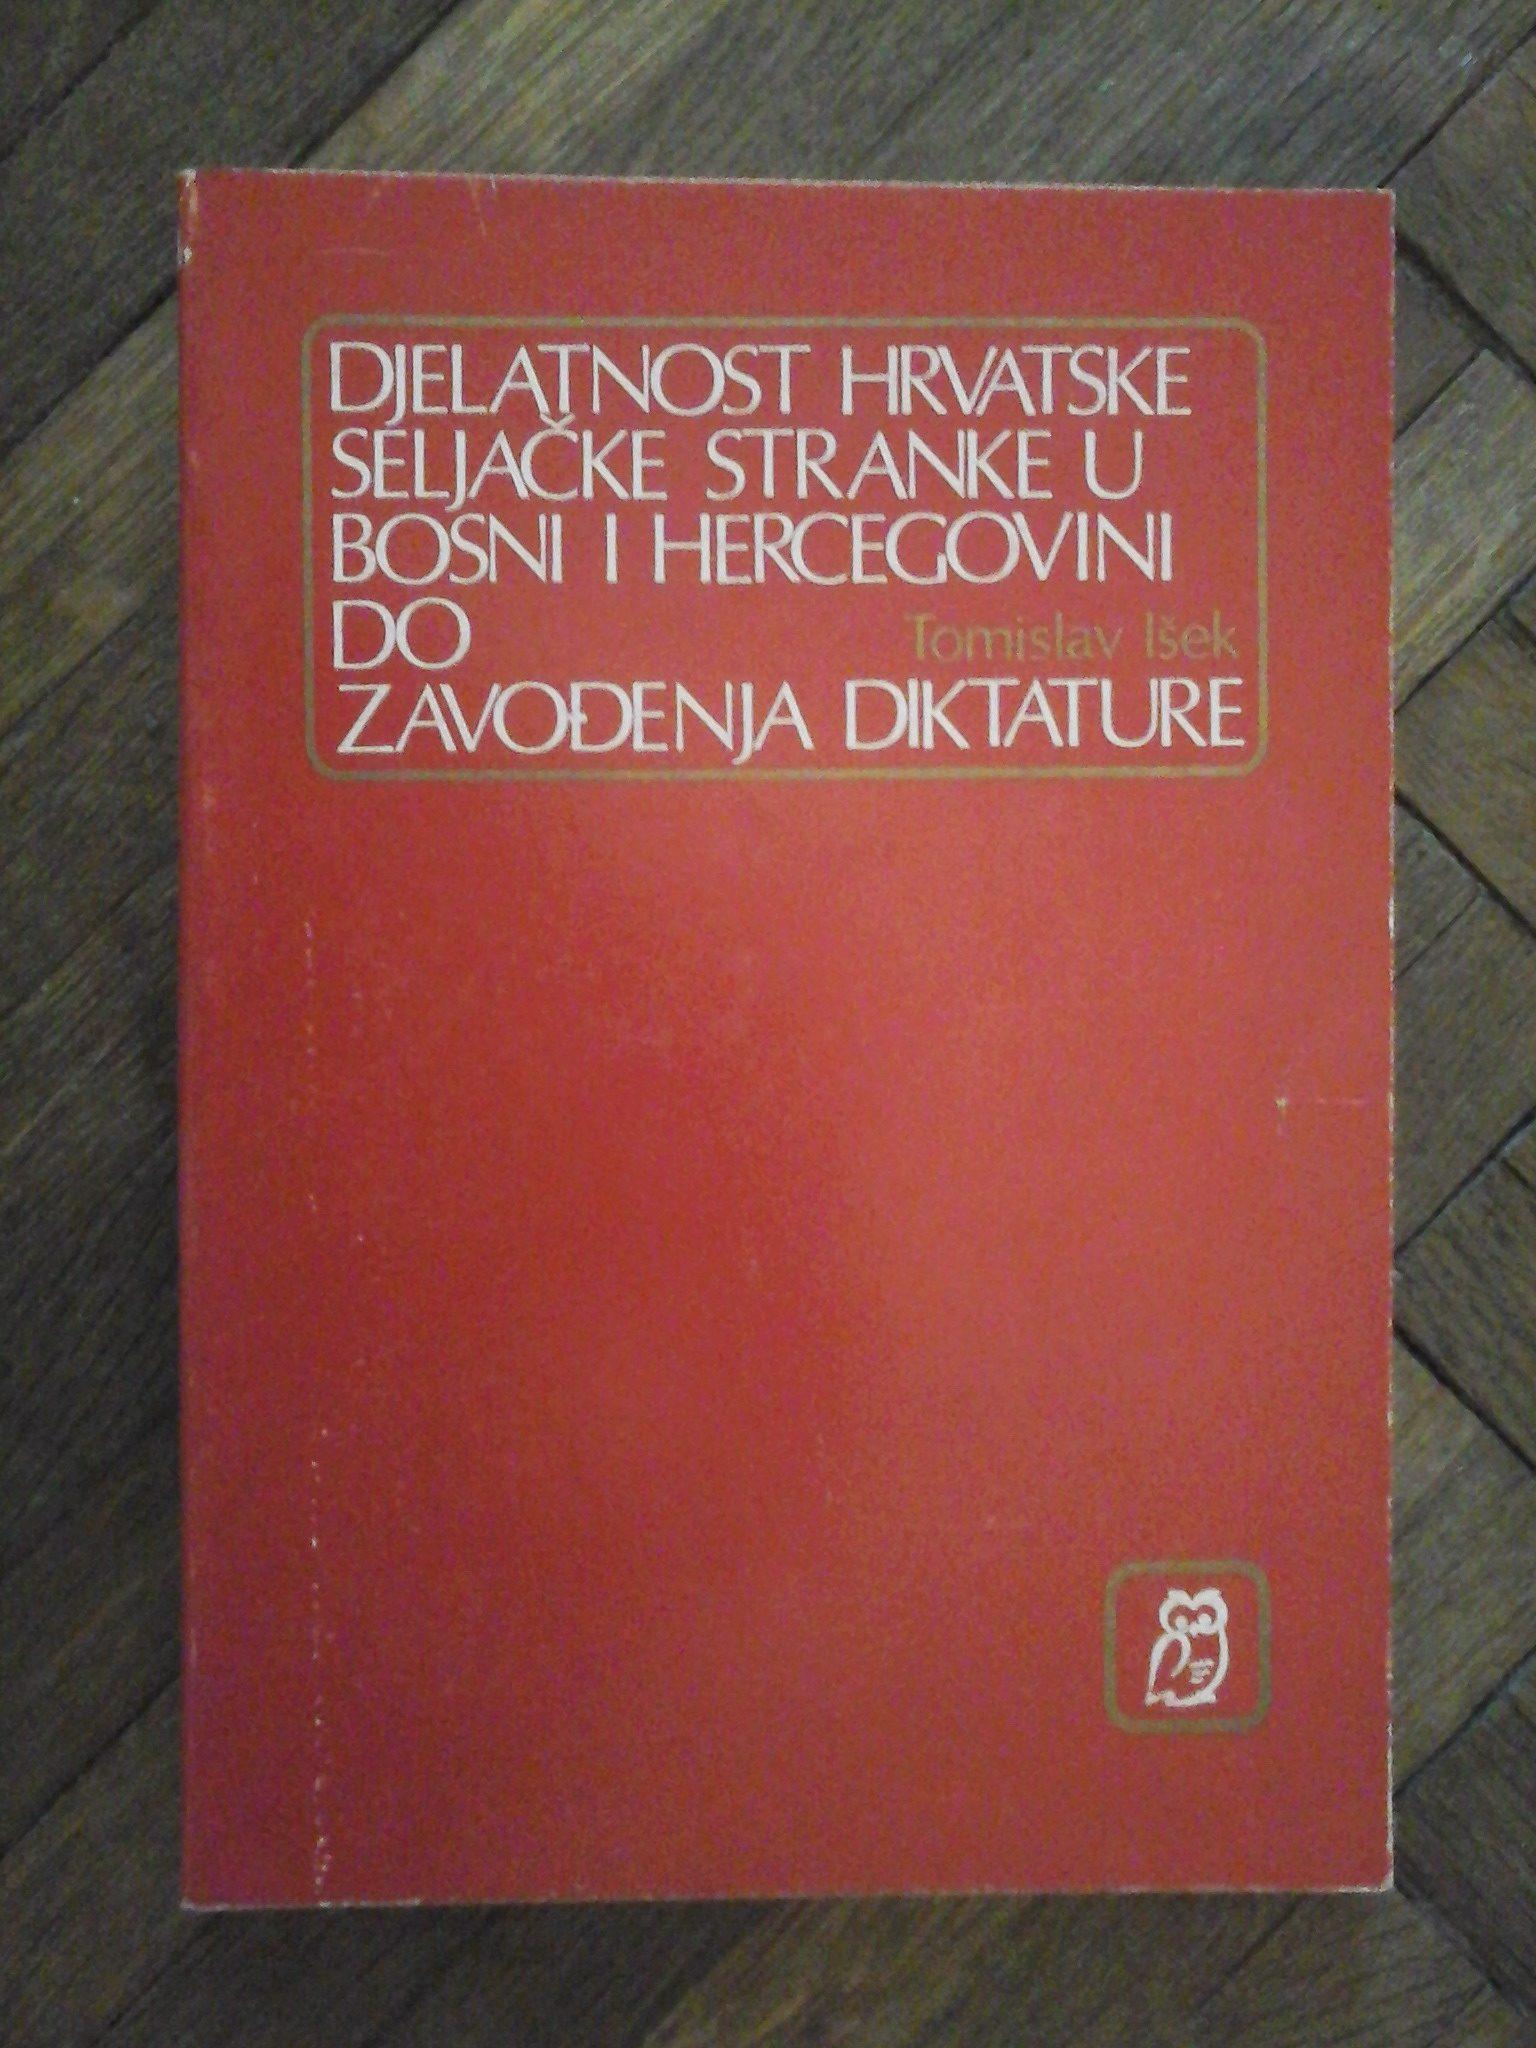 DJELATNOST HRVATSKE
SELJAČKE STRANKE U
BOSNI I HERCEGOVINI
DO
Tomislav Išek
ZAVOĐENJA DIKTATURE